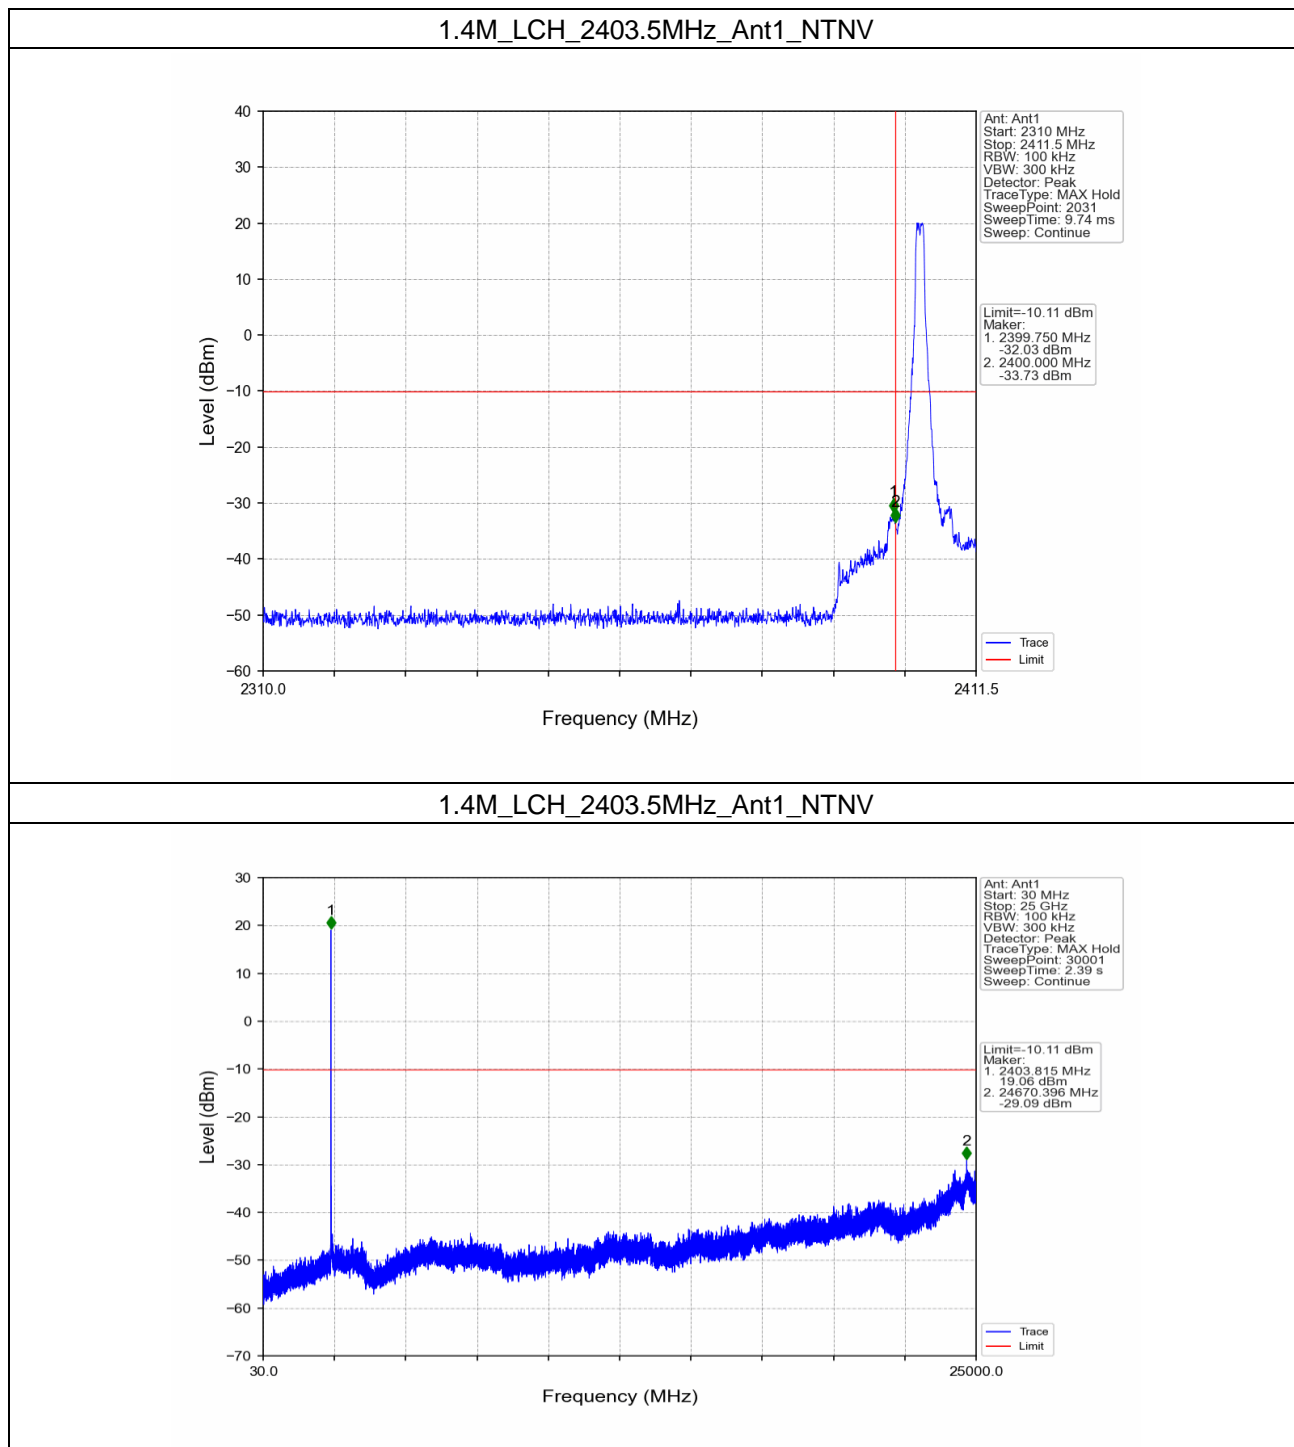 1.4M_LCH_2403.5MHz_Ant1_NTNV
40
30
20
10
0
−10
−20
−30
−40
−50
−60
Level (dBm)
2310.0
2411.5
Frequency (MHz)
1
2
Ant: Ant1
Start: 2310 MHz
Stop: 2411.5 MHz
RBW: 100 kHz
VBW: 300 kHz
Detector: Peak
TraceType: MAX Hold
SweepPoint: 2031
SweepTime: 9.74 ms
Sweep: Continue
Limit=-10.11 dBm
Maker:
1. 2399.750 MHz
-32.03 dBm
2. 2400.000 MHz
-33.73 dBm
Trace
Limit
1.4M_LCH_2403.5MHz_Ant1_NTNV
30
20
10
0
−10
−20
−30
−40
−50
−60
−70
Level (dBm)
30.0
25000.0
Frequency (MHz)
1
2
Ant: Ant1
Start: 30 MHz
Stop: 25 GHz
RBW: 100 kHz
VBW: 300 kHz
Detector: Peak
TraceType: MAX Hold
SweepPoint: 30001
SweepTime: 2.39 s
Sweep: Continue
Limit=-10.11 dBm
Maker:
1. 2403.815 MHz
19.06 dBm
2. 24670.396 MHz
-29.09 dBm
Trace
Limit